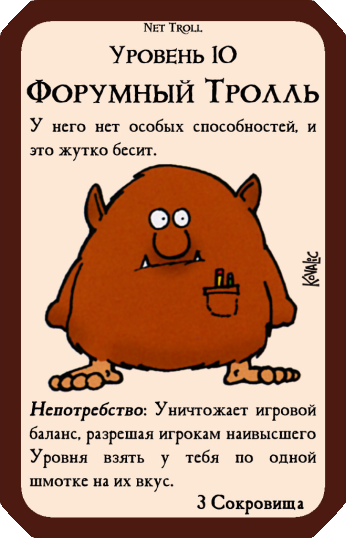 Net Troll
Уровень 10
Форумный Тролль
У него нет особых способностей, и
это жутко бесит.
Kovalic
Непотребство: Уничтожает игровой
баланс, разрешая игрокам наивысшего
Уровня взять у тебя по одной
шмотке на их вкус.
3 Сокровища